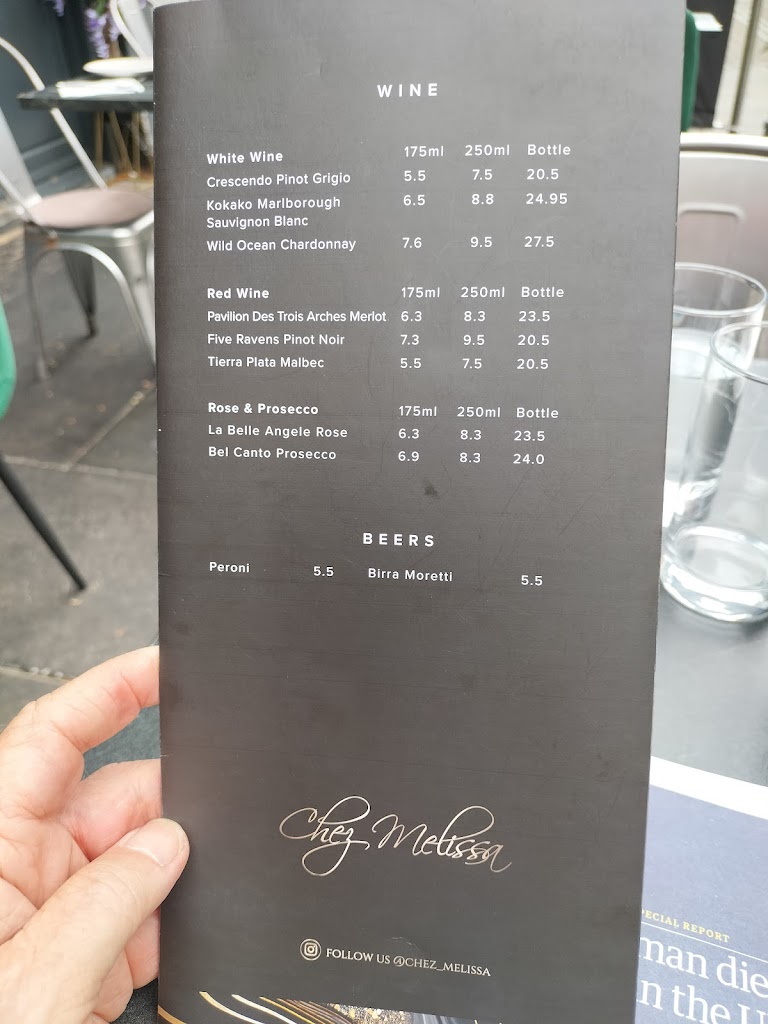 WINE
White Wine 175ml 250ml Bottle
Crescendo Pinot Grigio 5.5 7.5 20.5
Kokako Marlborough 6.5 8.8 24.95
Sauvignon Blanc
Wild Ocean Chardonnay 7.6 9.5 27.5
Red Wine 175ml 250ml Bottle
Pavilion Des Trois Arches Merlot 6.3 8.3 23.5
Five Ravens Pinot Noir 7.3 9.5 20.5
Tierra Plata Malbec 5.5 7.5 20.5
Rose & Prosecco 175ml 250ml Bottle
La Belle Angele Rose 6.3 8.3 23.5
Bel Canto Prosecco 6.9 8.3 24.0
BEERS
Peroni 5.5 Birra Moretti 5.5
Chez Melissa
FOLLOW US @CHEZ_MELISSA
REPORT
die
n the